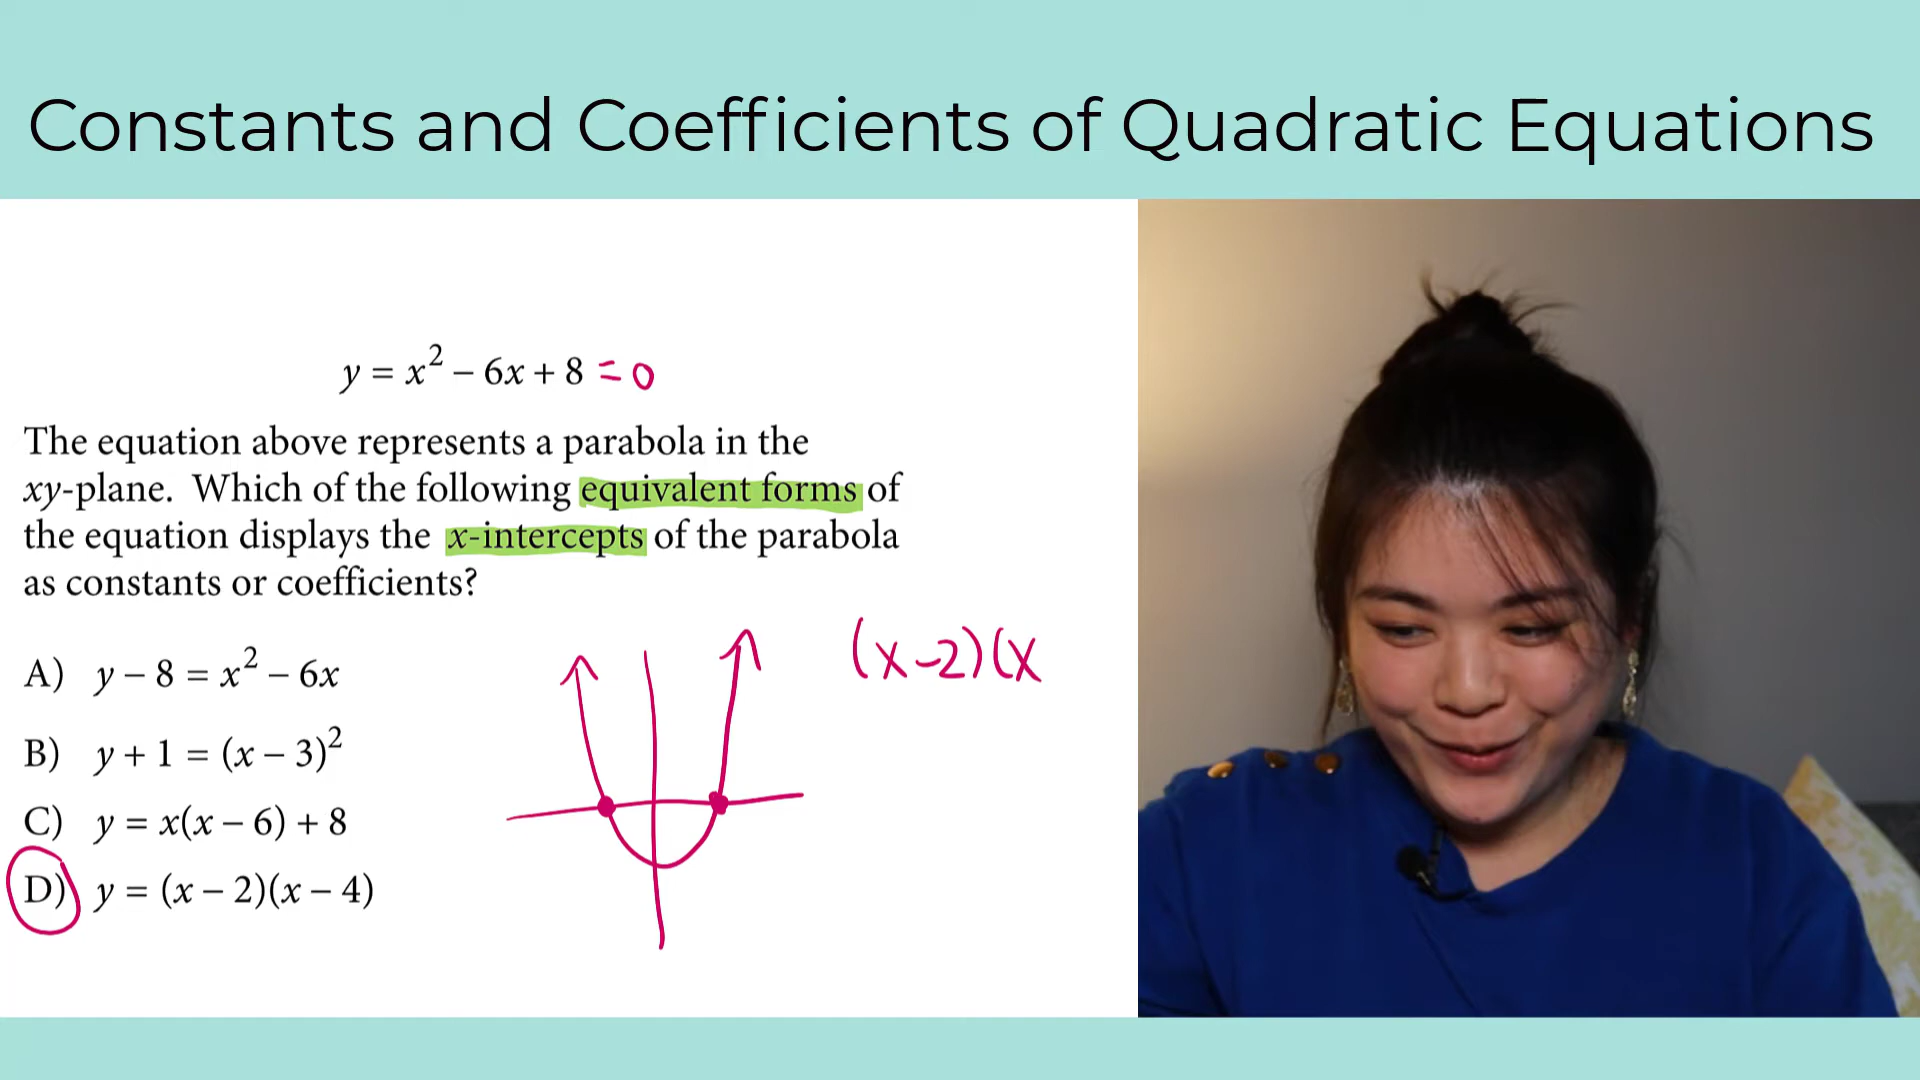 Constants and Coefficients of Quadratic Equations
y = x² − 6x + 8 = 0
The equation above represents a parabola in the
xy-plane. Which of the following equivalent forms of
the equation displays the x-intercepts of the parabola
as constants or coefficients?
A) y − 8 = x² − 6x
B) y + 1 = (x − 3)²
C) y = x(x − 6) + 8
D) y = (x − 2)(x − 4)
(x-2)(x